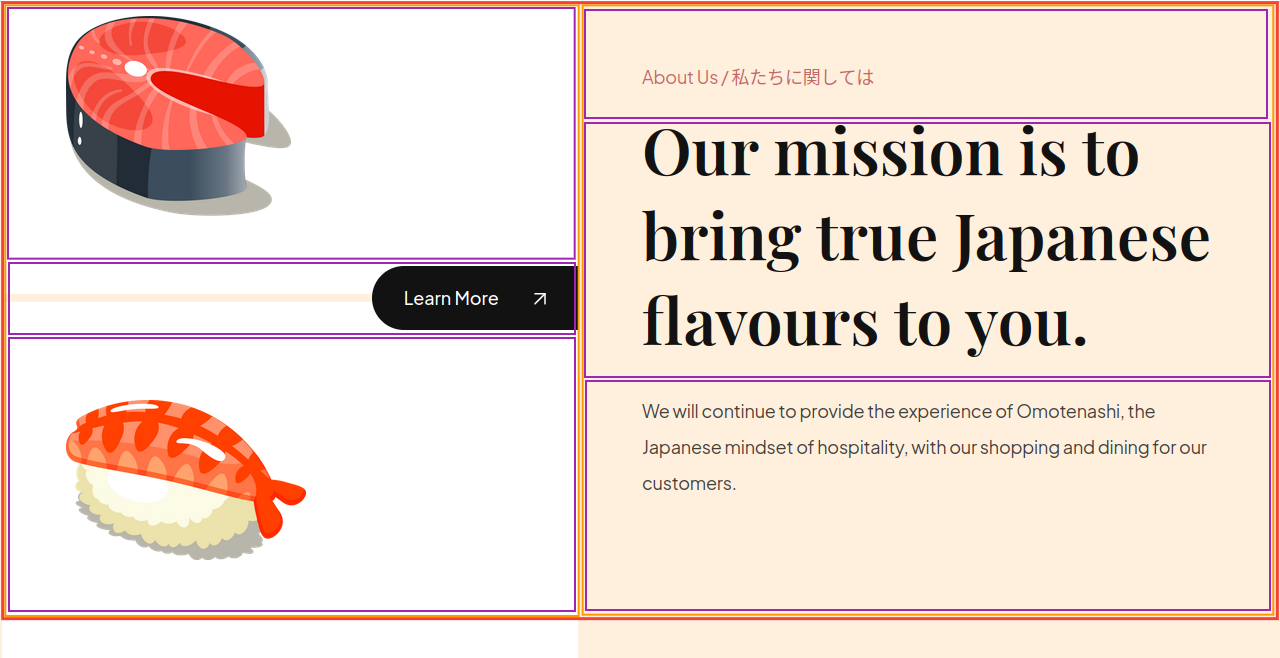 Learn More
About Us / 私たちに関しては
Our mission is to
bring true Japanese
flavours to you.
We will continue to provide the experience of Omotenashi, the
Japanese mindset of hospitality, with our shopping and dining for our
customers.